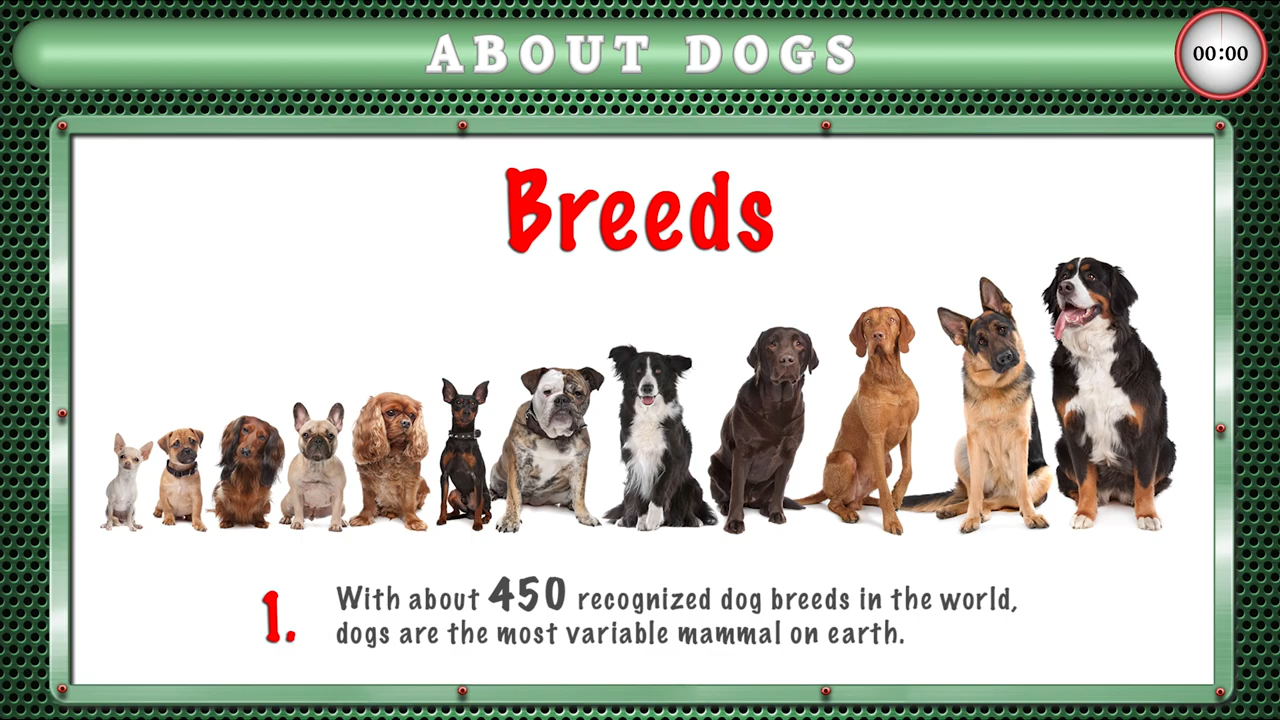 ABOUT DOGS
00:00
Breeds
1. With about 450 recognized dog breeds in the world,
dogs are the most variable mammal on earth.